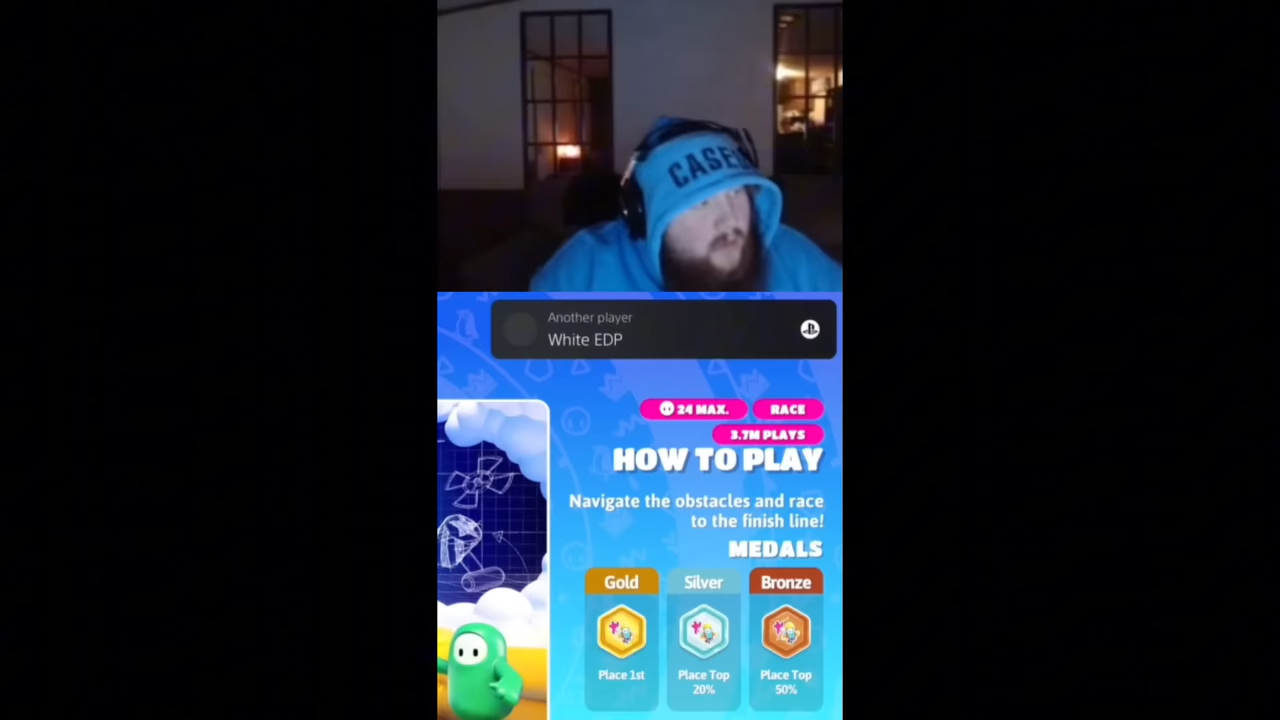 Another player
White EDP
24 MAX.
RACE
3.7M PLAYS
HOW TO PLAY
Navigate the obstacles and race
to the finish line!
MEDALS
Gold
Silver
Bronze
Place 1st
Place Top
20%
Place Top
50%